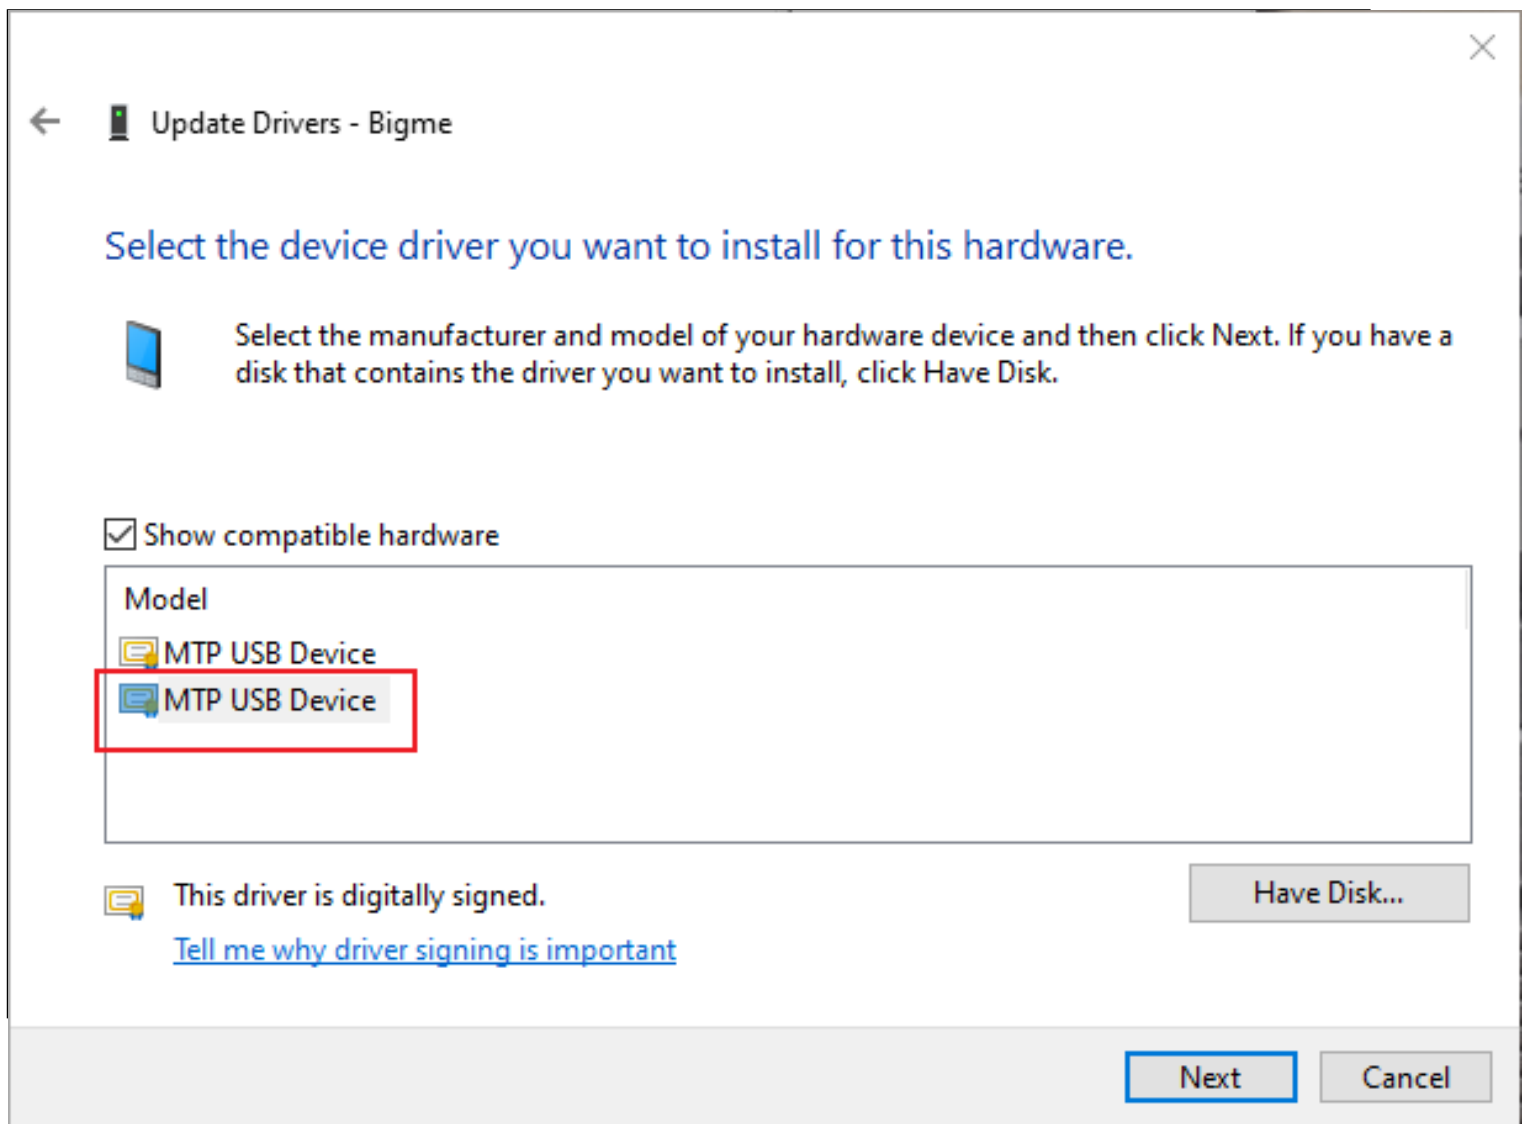 Update Drivers - Bigme
Select the device driver you want to install for this hardware.
Select the manufacturer and model of your hardware device and then click Next. If you have a
disk that contains the driver you want to install, click Have Disk.
Show compatible hardware
Model
MTP USB Device
MTP USB Device
This driver is digitally signed.
Have Disk...
Tell me why driver signing is important
Next
Cancel